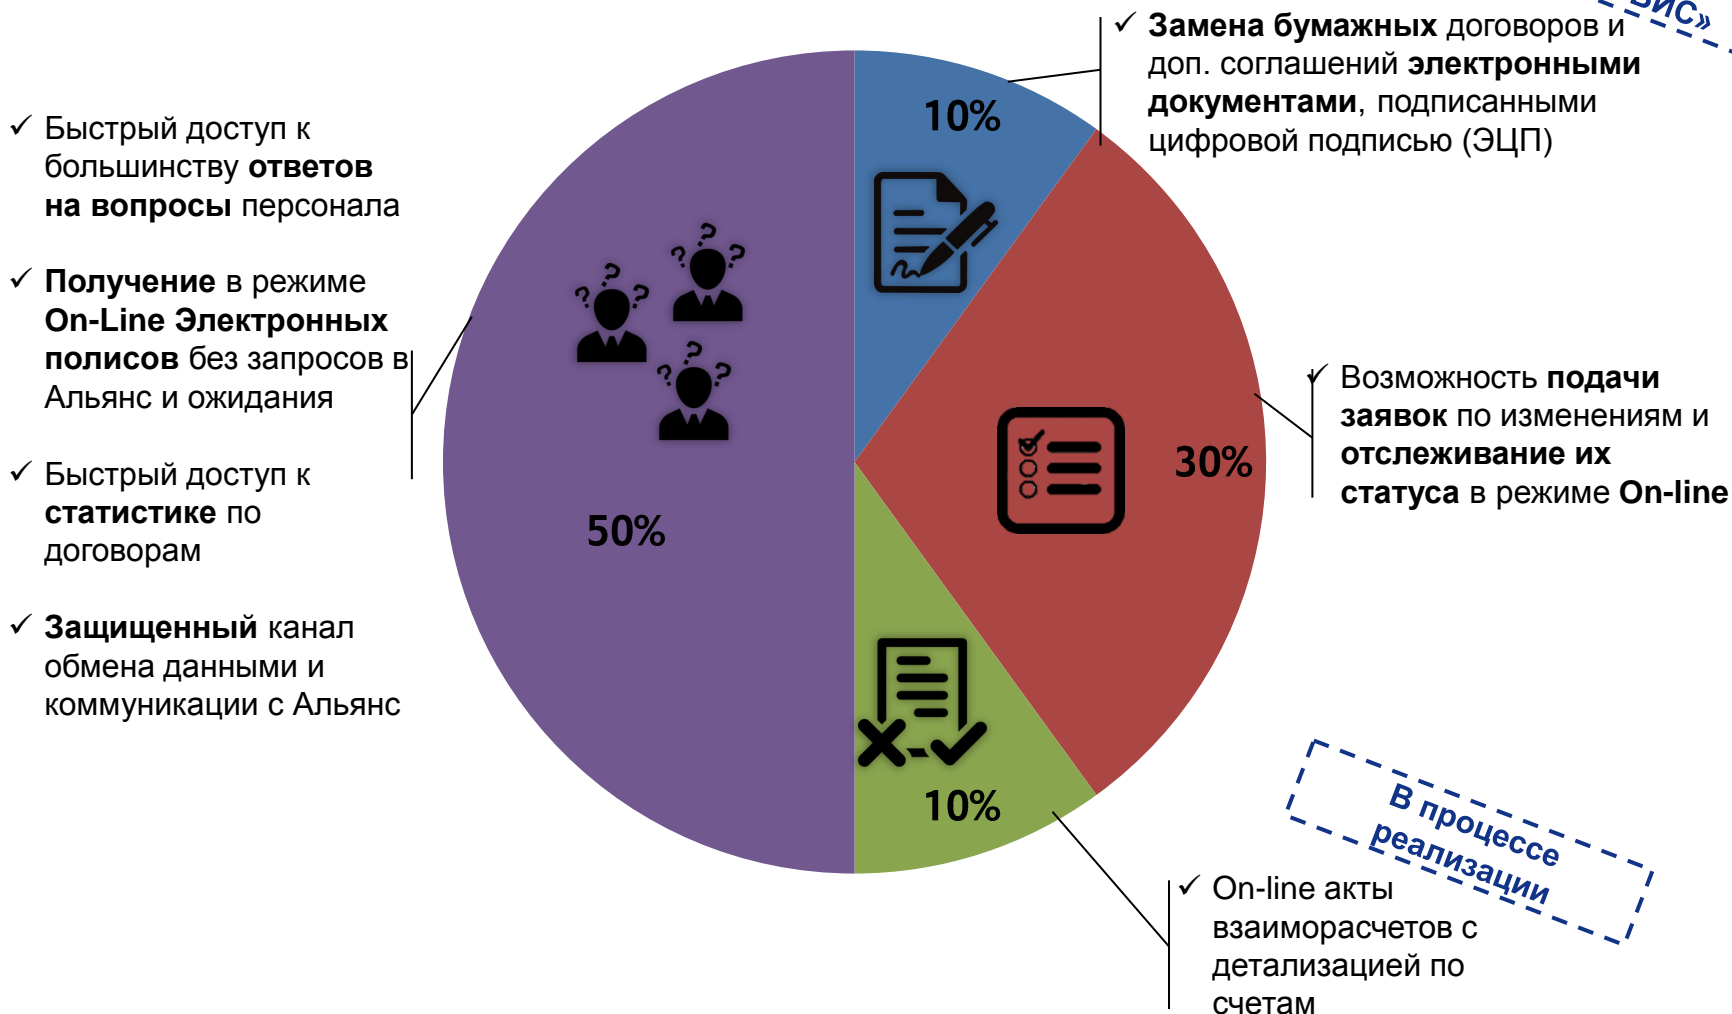 ✓ Быстрый доступ к
большинству ответов
на вопросы персонала
✓ Получение в режиме
On-Line Электронных
полисов без запросов в
Альянс и ожидания
✓ Быстрый доступ к
статистике по
договорам
✓ Защищенный канал
обмена данными и
коммуникации с Альянс
50%
10%
✓ Замена бумажных договоров и
доп. соглашений электронными
документами, подписанными
цифровой подписью (ЭЦП)
30%
✓ Возможность подачи
заявок по изменениям и
отслеживание их
статуса в режиме On-line
10%
✓ On-line акты
взаиморасчетов с
детализацией по
счетам
В процессе
реализации